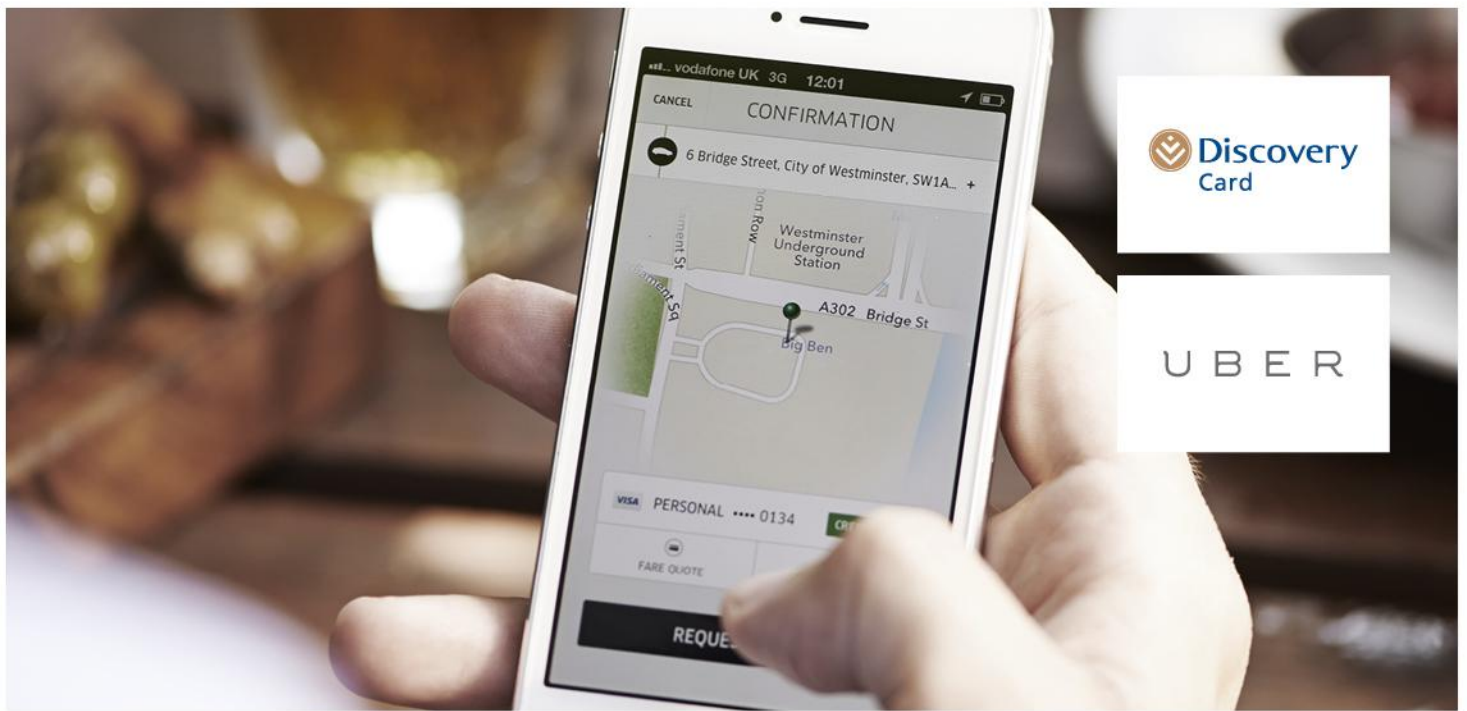 vodafone UK 3G 12:01
CANCEL CONFIRMATION
6 Bridge Street, City of Westminster, SW1A... +
Westminster
Underground
Station
A302 Bridge St
Big Ben
VISA PERSONAL •••• 0134
FARE QUOTE
Discovery
Card
UBER